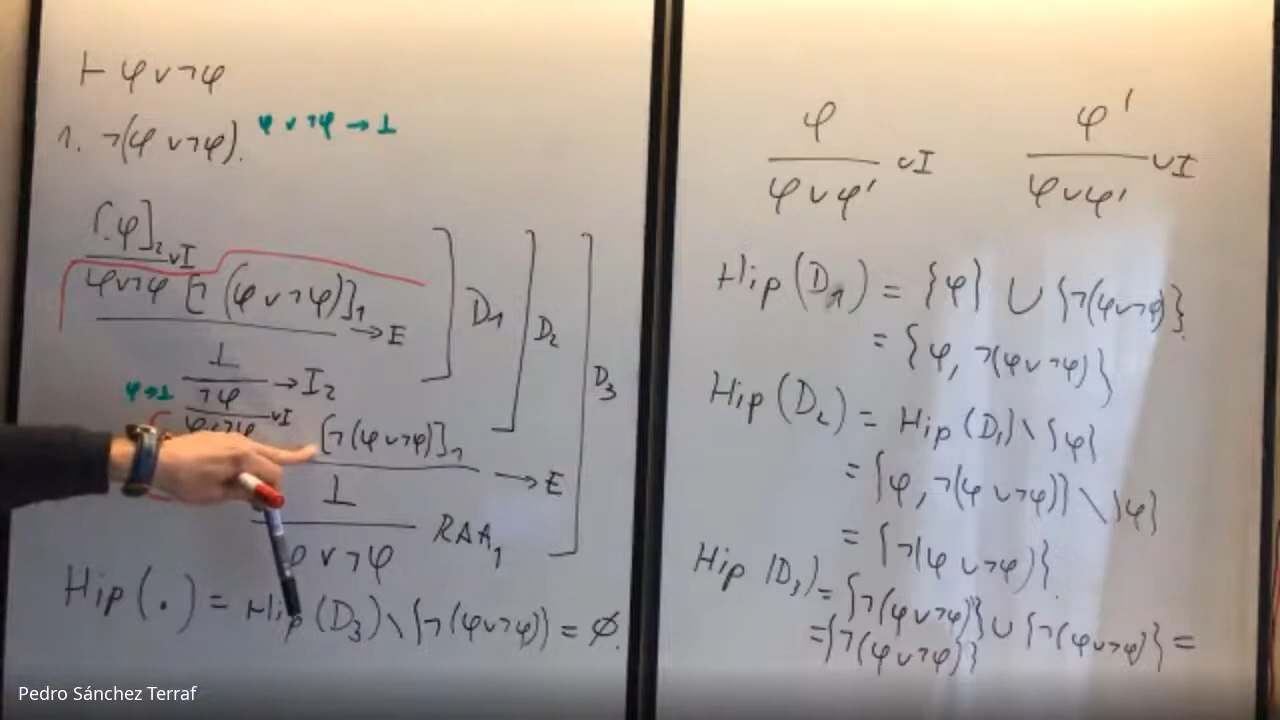 ⊢ φ ∨ ¬φ
1. ¬(φ ∨ ¬φ). φ ∨ ¬φ → ⊥
[φ]₂
∨I
φ∨¬φ [¬(φ ∨ ¬φ)]₁
→E
⊥
→I₂
φ→⊥ ¬φ
∨I
φ∨¬φ [¬(φ∨¬φ)]₁
→E
⊥
RAA₁
φ ∨ ¬φ
D₁
D₂
D₃
Hip(.) = Hip(D₃)\{¬(φ∨¬φ)} = ∅.
φ
∨I
φ∨φ'
φ'
∨I
φ∨φ'
Hip(D₁) = {φ} ∪ {¬(φ∨¬φ)}
= {φ, ¬(φ∨¬φ)}
Hip(D₂) = Hip(D₁)\{φ}
= {φ, ¬(φ∨¬φ)}\{φ}
= {¬(φ∨¬φ)}.
Hip(D₃) = {¬(φ∨¬φ)} ∪ {¬(φ∨¬φ)} =
={¬(φ∨¬φ)}
Pedro Sánchez Terraf